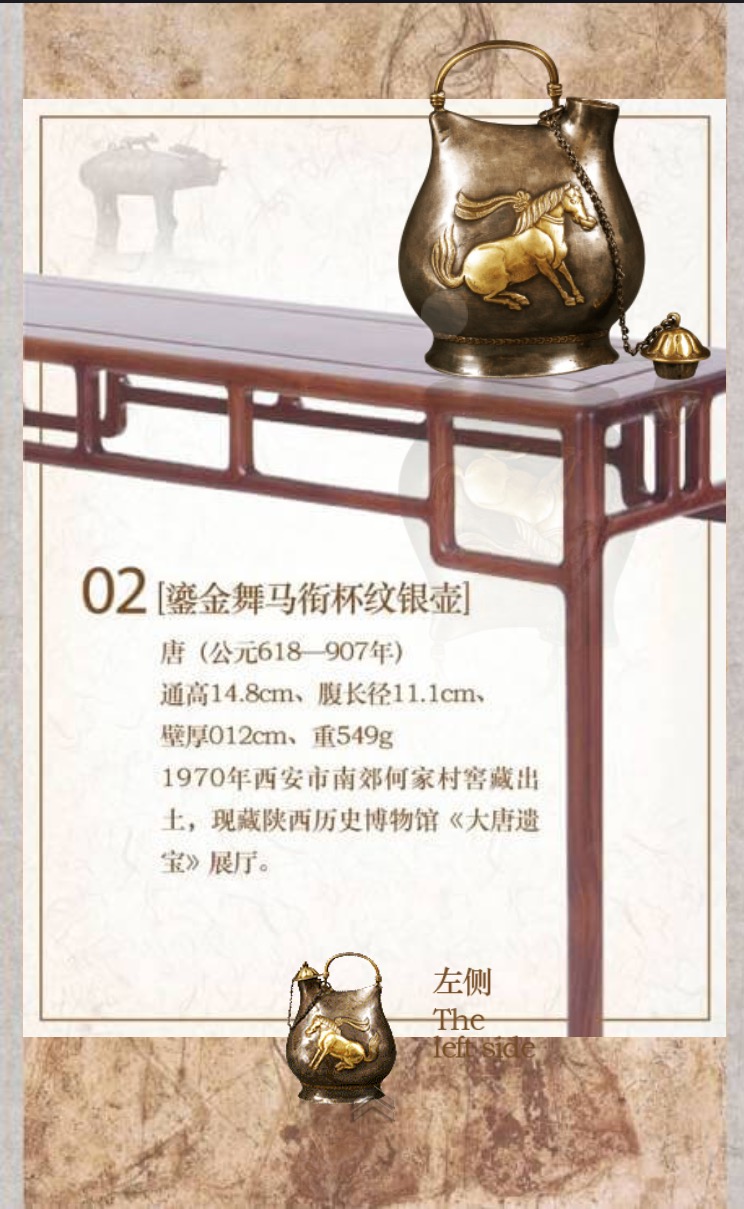 02 [鎏金舞马衔杯纹银壶]
唐（公元618—907年）
通高14.8cm、腹长径11.1cm、
壁厚012cm、重549g
1970年西安市南郊何家村窖藏出
土，现藏陕西历史博物馆《大唐遗
宝》展厅。
左侧
The
left side